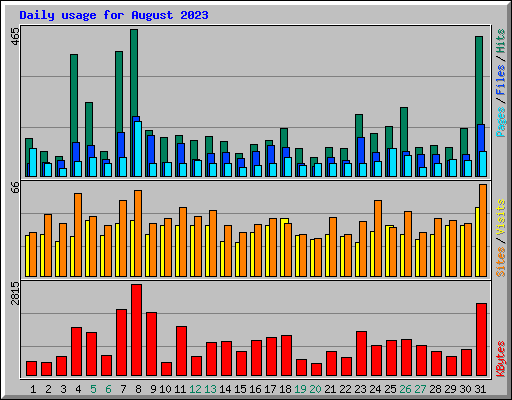 Daily usage for August 2023
465
Pages / Files / Hits
66
Sites / Visits
2815
KBytes
1 2 3 4 5 6 7 8 9 10 11 12 13 14 15 16 17 18 19 20 21 22 23 24 25 26 27 28 29 30 31